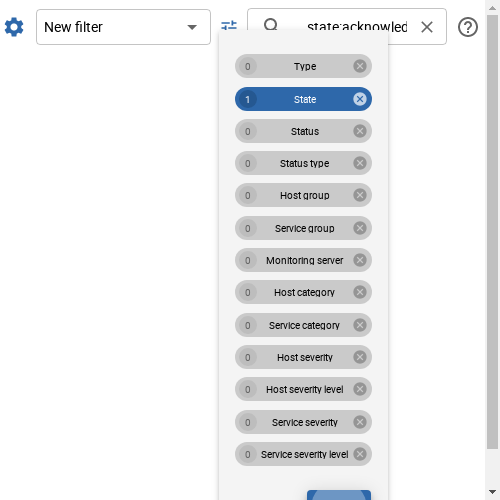 New filter
state:acknowled
0 Type
1 State
0 Status
0 Status type
0 Host group
0 Service group
0 Monitoring server
0 Host category
0 Service category
0 Host severity
0 Host severity level
0 Service severity
0 Service severity level